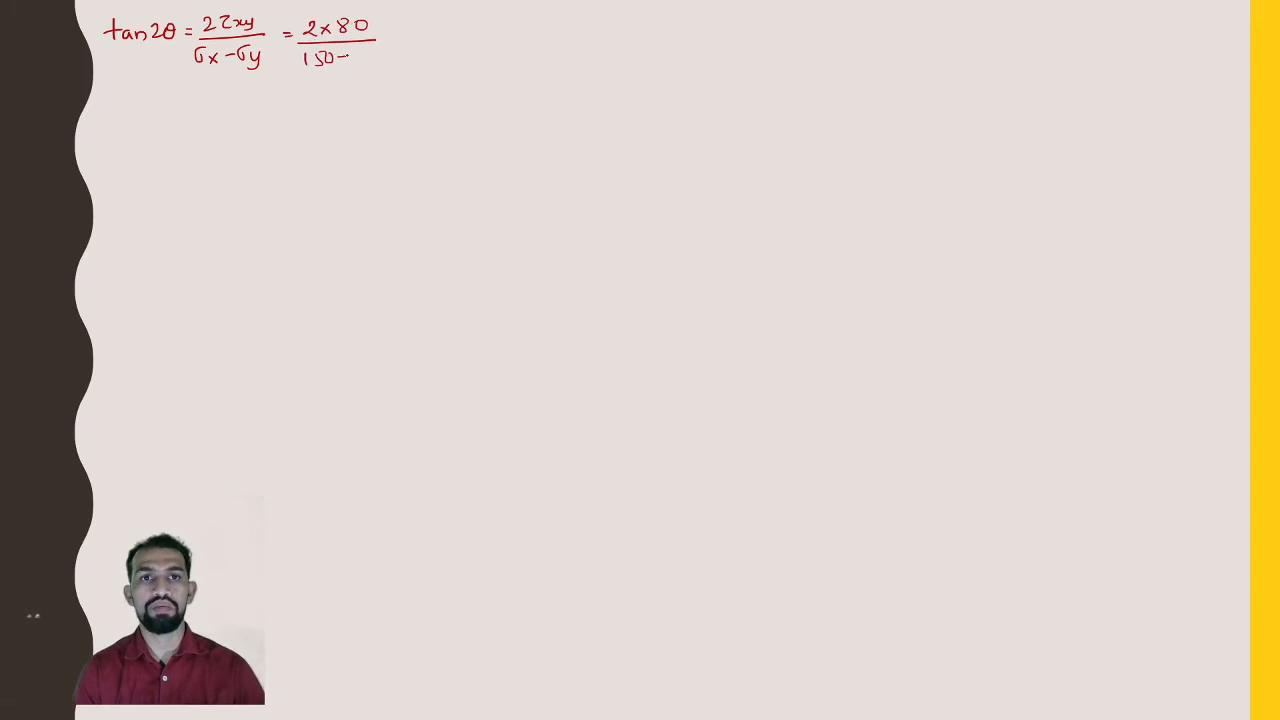 tan2θ = 2τxy / σx-σy = 2×80 / 150-